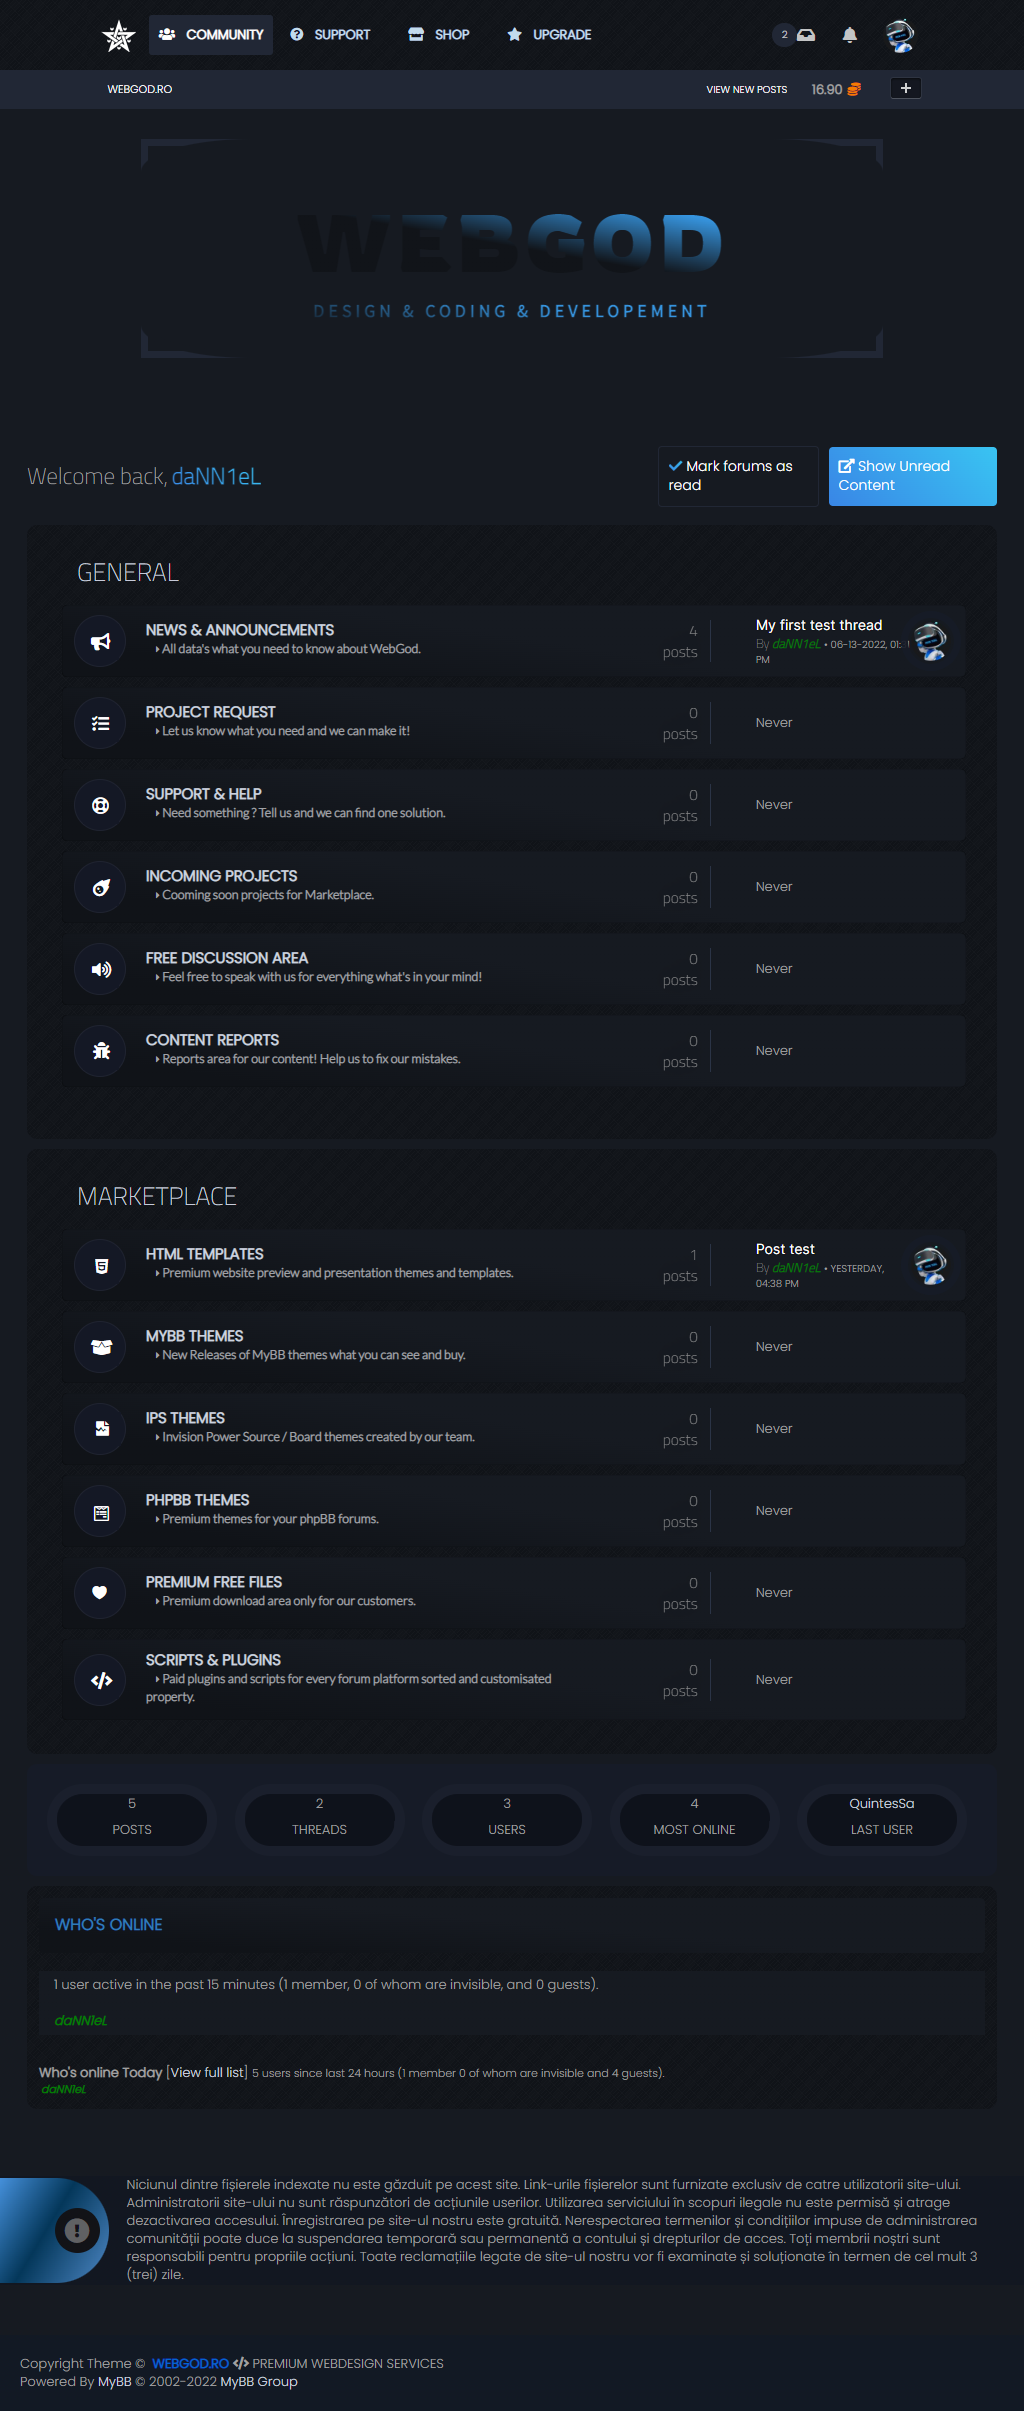 COMMUNITY SUPPORT SHOP UPGRADE 2
WEBGOD.RO VIEW NEW POSTS 16.90
WEBGOD
DESIGN & CODING & DEVELOPEMENT
Welcome back, daNN1eL
Mark forums as
read
Show Unread
Content
GENERAL
NEWS & ANNOUNCEMENTS
All data's what you need to know about WebGod.
4
posts
My first test thread
By daNN1eL • 06-13-2022, 01:
PM
PROJECT REQUEST
Let us know what you need and we can make it!
0
posts
Never
SUPPORT & HELP
Need something ? Tell us and we can find one solution.
0
posts
Never
INCOMING PROJECTS
Cooming soon projects for Marketplace.
0
posts
Never
FREE DISCUSSION AREA
Feel free to speak with us for everything what's in your mind!
0
posts
Never
CONTENT REPORTS
Reports area for our content! Help us to fix our mistakes.
0
posts
Never
MARKETPLACE
HTML TEMPLATES
Premium website preview and presentation themes and templates.
1
posts
Post test
By daNN1eL • YESTERDAY,
04:38 PM
MYBB THEMES
New Releases of MyBB themes what you can see and buy.
0
posts
Never
IPS THEMES
Invision Power Source / Board themes created by our team.
0
posts
Never
PHPBB THEMES
Premium themes for your phpBB forums.
0
posts
Never
PREMIUM FREE FILES
Premium download area only for our customers.
0
posts
Never
SCRIPTS & PLUGINS
Paid plugins and scripts for every forum platform sorted and customisated
property.
0
posts
Never
5
POSTS
2
THREADS
3
USERS
4
MOST ONLINE
QuintesSa
LAST USER
WHO'S ONLINE
1 user active in the past 15 minutes (1 member, 0 of whom are invisible, and 0 guests).
daNN1eL
Who's online Today [View full list] 5 users since last 24 hours (1 member 0 of whom are invisible and 4 guests).
daNN1eL
Niciunul dintre fișierele indexate nu este găzduit pe acest site. Link-urile fișierelor sunt furnizate exclusiv de catre utilizatorii site-ului.
Administratorii site-ului nu sunt răspunzători de acțiunile userilor. Utilizarea serviciului în scopuri ilegale nu este permisă și atrage
dezactivarea accesului. Înregistrarea pe site-ul nostru este gratuită. Nerespectarea termenilor și condițiilor impuse de administrarea
comunității poate duce la suspendarea temporară sau permanentă a contului și drepturilor de acces. Toți membrii noștri sunt
responsabili pentru propriile acțiuni. Toate reclamațiile legate de site-ul nostru vor fi examinate și soluționate în termen de cel mult 3
(trei) zile.
Copyright Theme © WEBGOD.RO </> PREMIUM WEBDESIGN SERVICES
Powered By MyBB © 2002-2022 MyBB Group